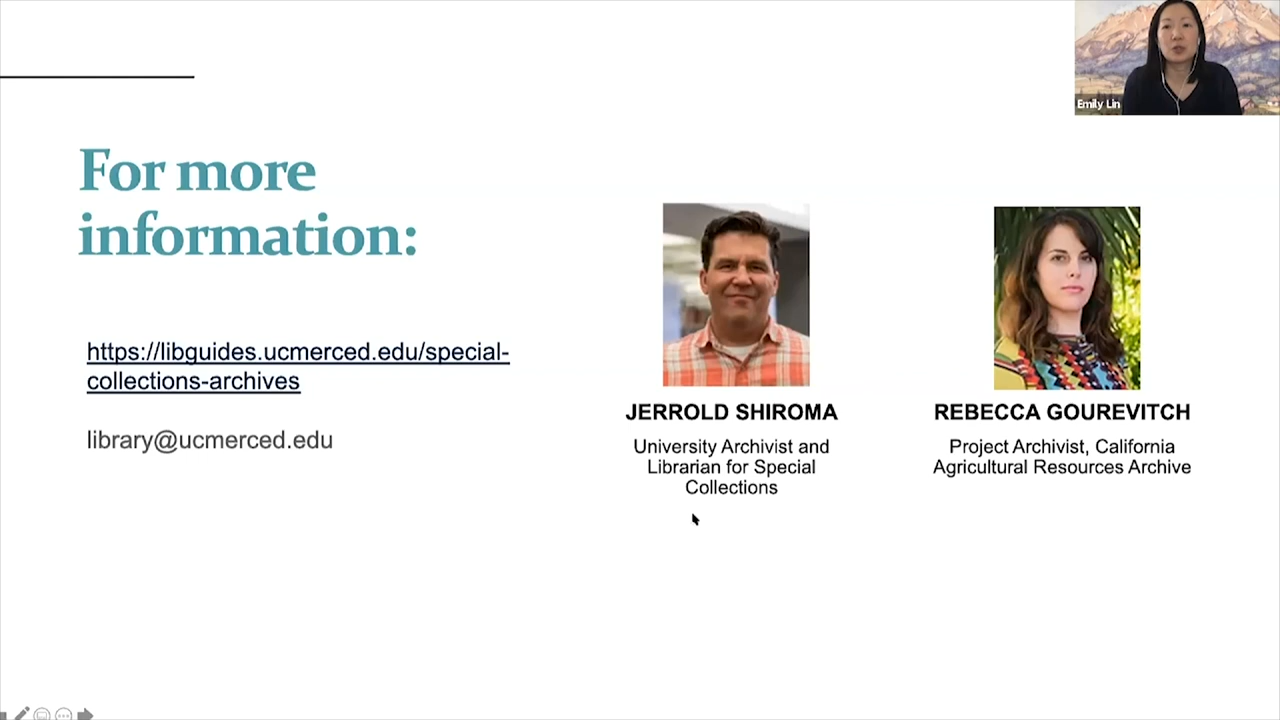 Emily Lin
For more
information:
https://libguides.ucmerced.edu/special-
collections-archives
library@ucmerced.edu
JERROLD SHIROMA
University Archivist and
Librarian for Special
Collections
REBECCA GOUREVITCH
Project Archivist, California
Agricultural Resources Archive